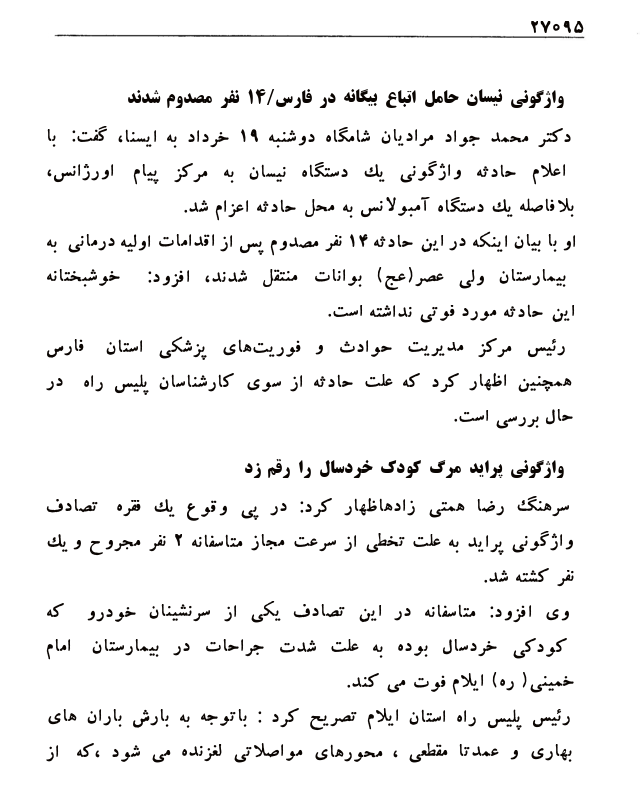 ۲۷۰۹۵
واژگونی نیسان حامل اتباع بیگانه در فارس/۱۴ نفر مصدوم شدند
دکتر محمد جواد مرادیان شامگاه دوشنبه ۱۹ خرداد به ایسنا، گفت: با
اعلام حادثه واژگونی یك دستگاه نیسان به مرکز پیام اورژانس،
بلافاصله یك دستگاه آمبولانس به محل حادثه اعزام شد.
او با بیان اینکه در این حادثه ۱۴ نفر مصدوم پس از اقدامات اولیه درمانی به
بیمارستان ولی عصر(عج) بوانات منتقل شدند، افزود: خوشبختانه
این حادثه مورد فوتی نداشته است.
رئیس مرکز مدیریت حوادث و فوریت‌های پزشکی استان فارس
همچنین اظهار کرد که علت حادثه از سوی کارشناسان پلیس راه در
حال بررسی است.
واژگونی پراید مرگ کودک خردسال را رقم زد
سرهنگ رضا همتی زادهاظهار کرد: در پی وقوع یك فقره تصادف
واژگونی پراید به علت تخطی از سرعت مجاز متاسفانه ۲ نفر مجروح و یك
نفر کشته شد.
وی افزود: متاسفانه در این تصادف یکی از سرنشینان خودرو که
کودکی خردسال بوده به علت شدت جراحات در بیمارستان امام
خمینی( ره) ایلام فوت می کند.
رئیس پلیس راه استان ایلام تصریح کرد : باتوجه به بارش باران های
بهاری و عمدتا مقطعی ، محورهای مواصلاتی لغزنده می شود ،که از